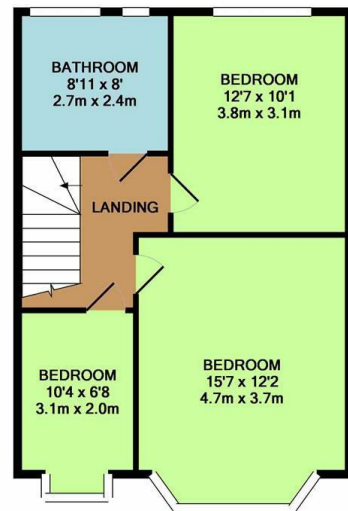 BATHROOM
8'11 x 8'
2.7m x 2.4m
BEDROOM
12'7 x 10'1
3.8m x 3.1m
LANDING
BEDROOM
10'4 x 6'8
3.1m x 2.0m
BEDROOM
15'7 x 12'2
4.7m x 3.7m